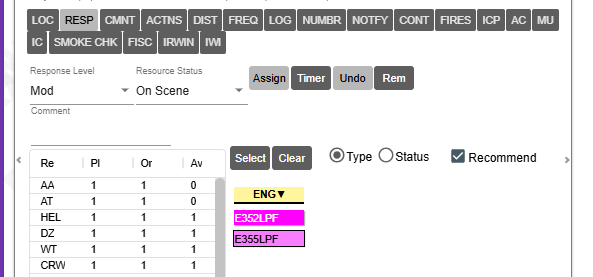 LOC RESP CMNT ACTNS DIST FREQ LOG NUMBR NOTFY CONT FIRES ICP AC MU
IC SMOKE CHK FISC IRWIN IWI
Response Level Resource Status
Mod On Scene Assign Timer Undo Rem
Comment
Re Pl Or Av Select Clear Type Status Recommend
AA 1 1 0
AT 1 1 0
HEL 1 1 1
DZ 1 1 1
WT 1 1 1
CRW 1 1 1
ENG▼
E352LPF
E355LPF